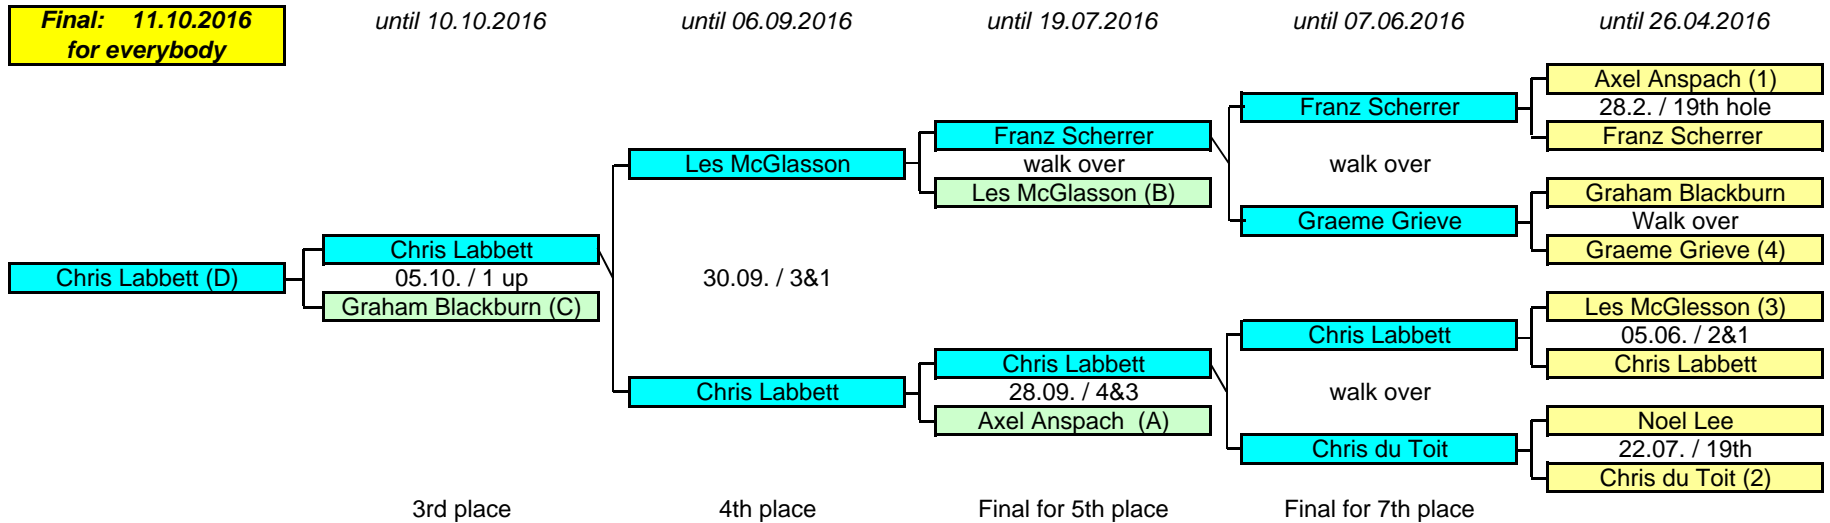 Final: 11.10.2016
for everybody
until 10.10.2016
until 06.09.2016
until 19.07.2016
until 07.06.2016
until 26.04.2016
Axel Anspach (1)
28.2. / 19th hole
Franz Scherrer
Franz Scherrer
walk over
Graeme Grieve
Graham Blackburn
Walk over
Graeme Grieve (4)
Franz Scherrer
walk over
Les McGlasson (B)
Les McGlasson
30.09. / 3&1
Chris Labbett
Chris Labbett
05.10. / 1 up
Graham Blackburn (C)
Chris Labbett (D)
Les McGlesson (3)
05.06. / 2&1
Chris Labbett
Chris Labbett
walk over
Chris du Toit
Noel Lee
22.07. / 19th
Chris du Toit (2)
Chris Labbett
28.09. / 4&3
Axel Anspach (A)
3rd place
4th place
Final for 5th place
Final for 7th place